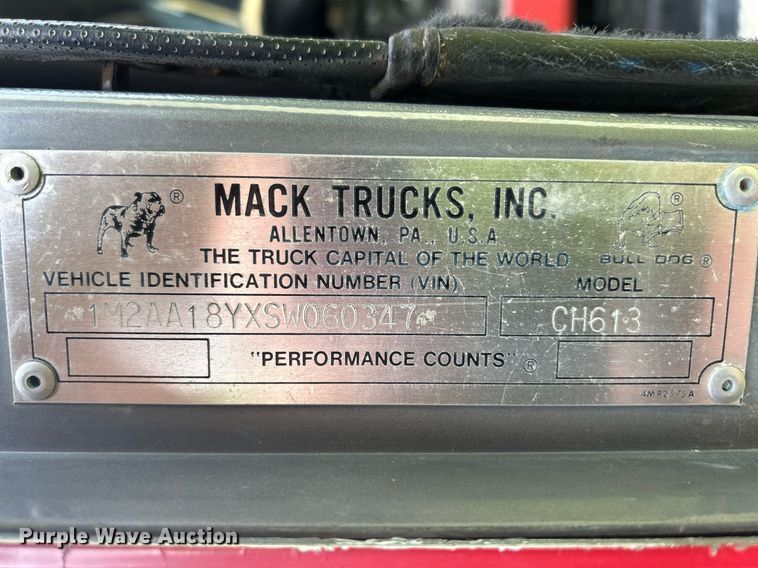 MACK TRUCKS, INC.
ALLENTOWN, PA., U.S.A.
THE TRUCK CAPITAL OF THE WORLD
BULL DOG ®
VEHICLE IDENTIFICATION NUMBER (VIN)
MODEL
1M2AA18YXSW060347
CH613
"PERFORMANCE COUNTS" ®
4MR2575A
Purple Wave Auction